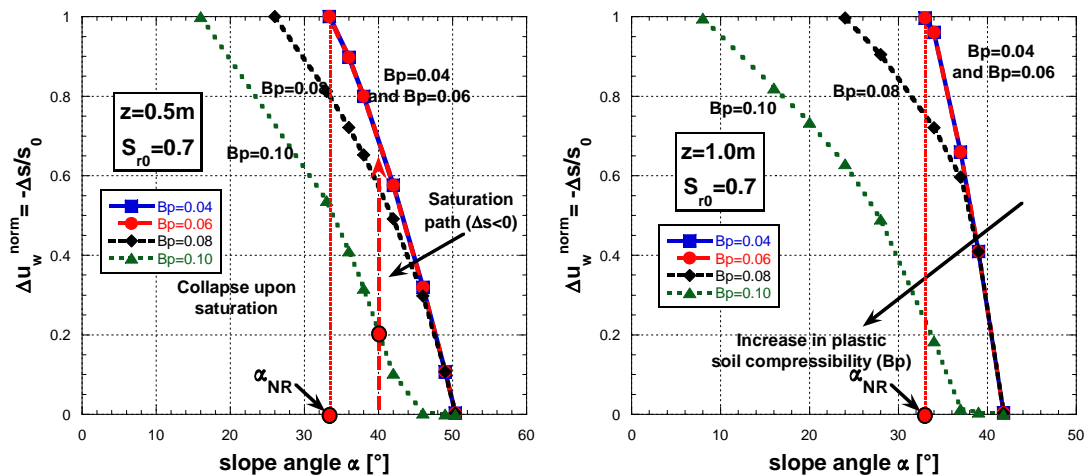 1
0.8
0.6
0.4
0.2
0
Δu_w^norm = -Δs/s_0
z=0.5m
S_r0=0.7
Bp=0.04
and Bp=0.06
Bp=0.08
Bp=0.10
Bp=0.04
Bp=0.06
Bp=0.08
Bp=0.10
Saturation
path (Δs<0)
Collapse upon
saturation
α_NR
0 10 20 30 40 50 60
slope angle α [°]
1
0.8
0.6
0.4
0.2
0
Δu_w^norm = -Δs/s_0
Bp=0.04
and Bp=0.06
Bp=0.08
Bp=0.10
z=1.0m
S_r0=0.7
Bp=0.04
Bp=0.06
Bp=0.08
Bp=0.10
Increase in plastic
soil compressibility (Bp)
α_NR
0 10 20 30 40 50
slope angle α [°]